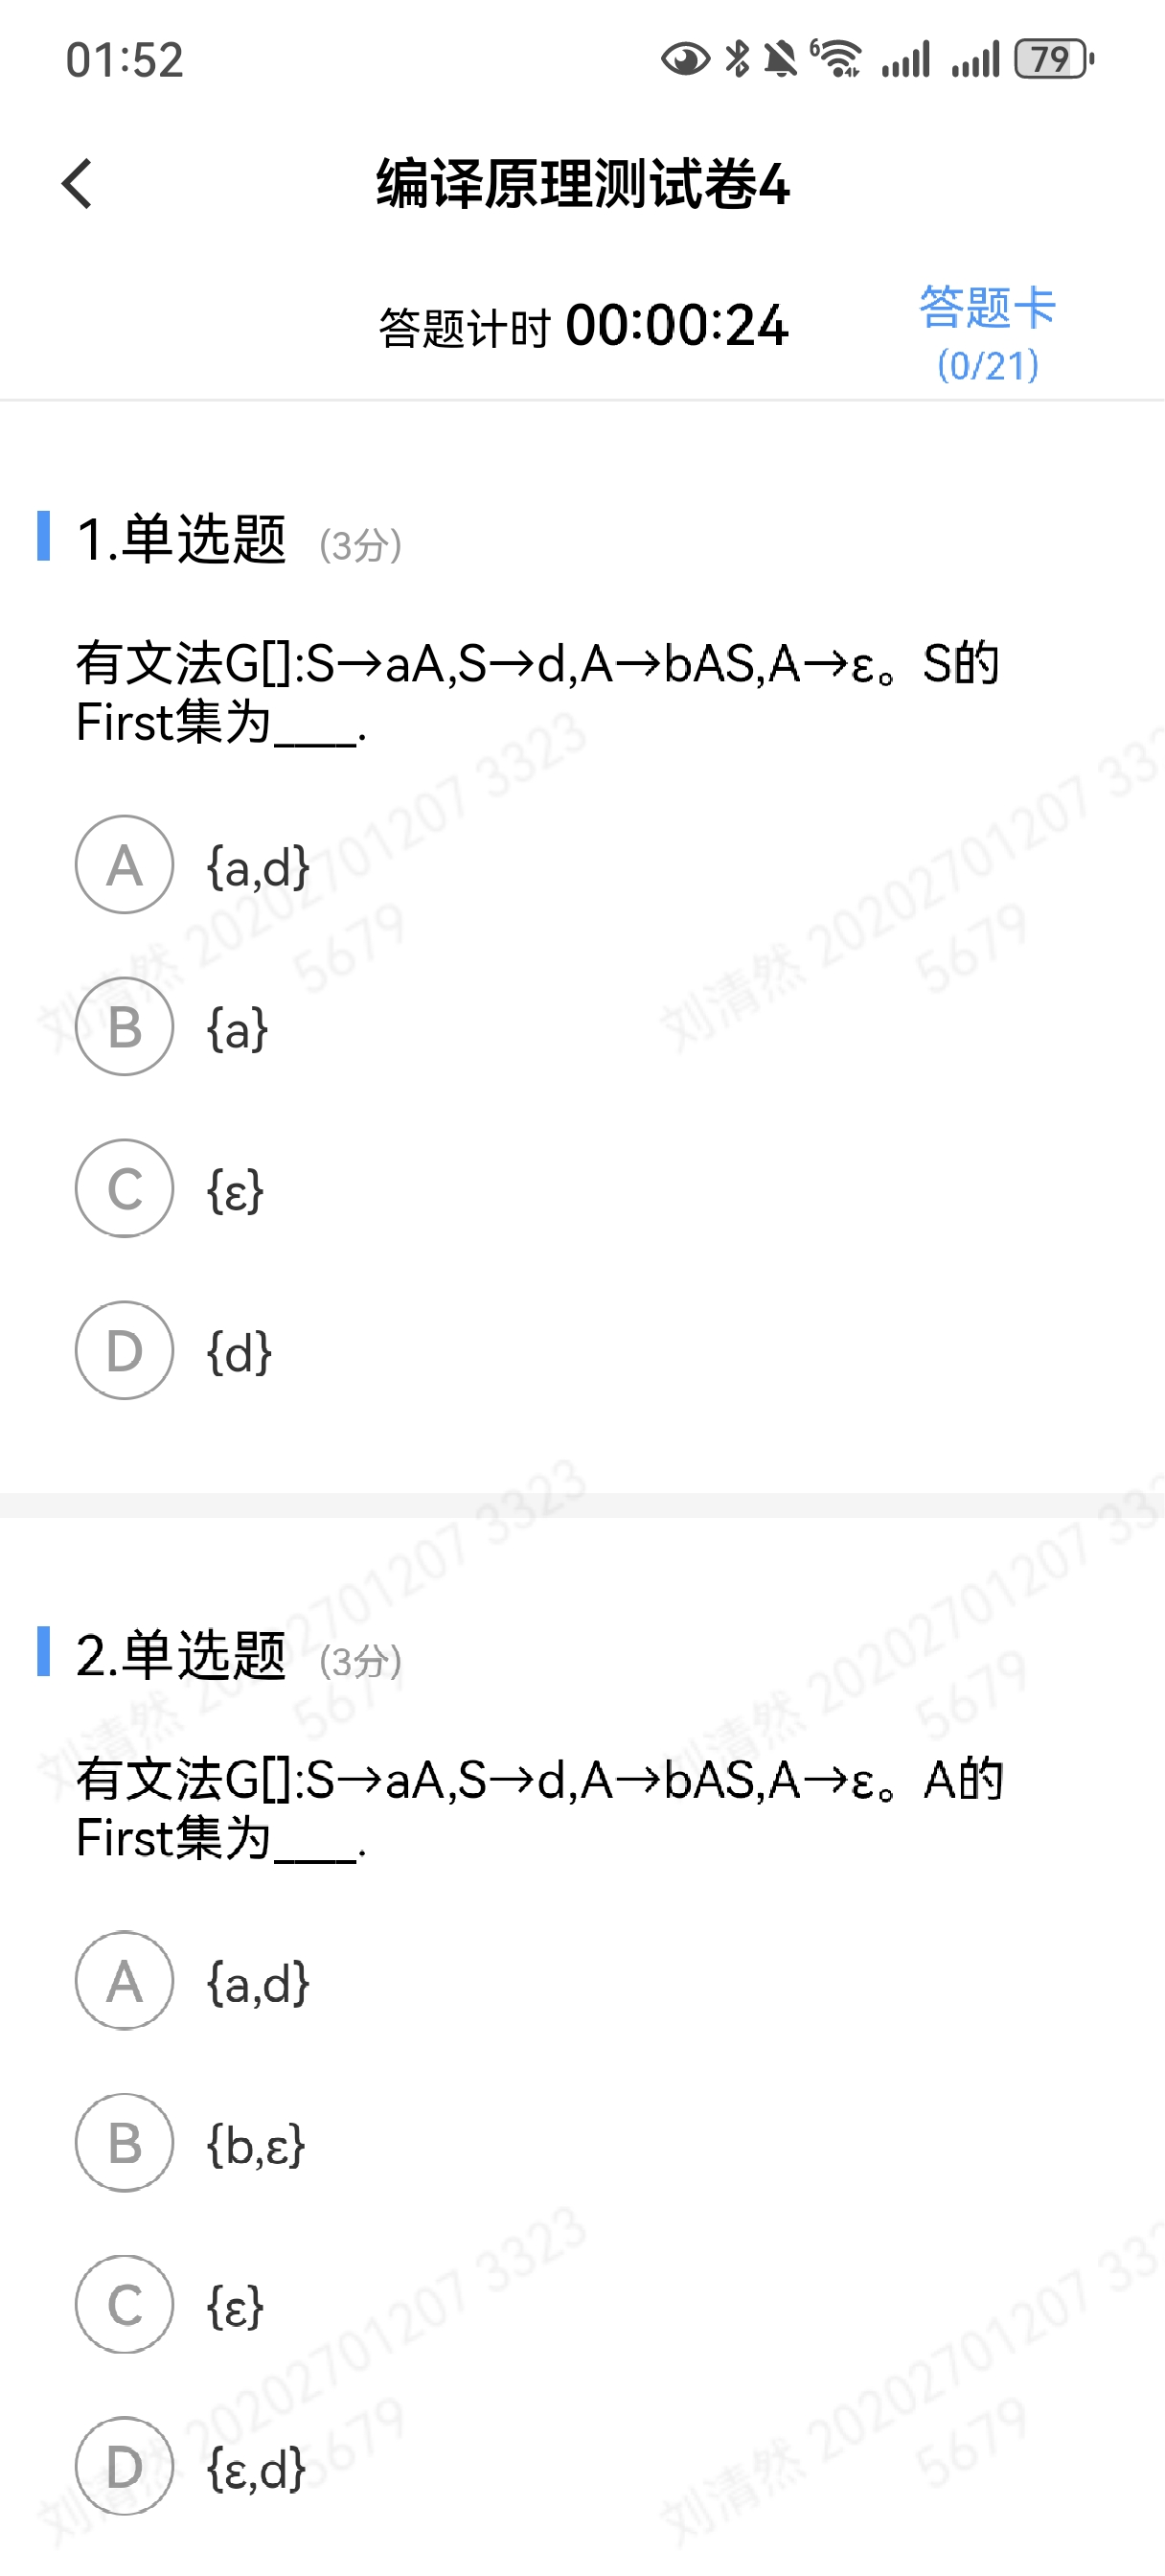 01:52
6
79
编译原理测试卷4
答题计时 00:00:24
答题卡
(0/21)
1.单选题 (3分)
有文法G[]:S→aA,S→d,A→bAS,A→ε。S的
First集为____.
A {a,d}
B {a}
C {ε}
D {d}
2.单选题 (3分)
有文法G[]:S→aA,S→d,A→bAS,A→ε。A的
First集为____.
A {a,d}
B {b,ε}
C {ε}
D {ε,d}
刘清然 20202701207 3323
5679